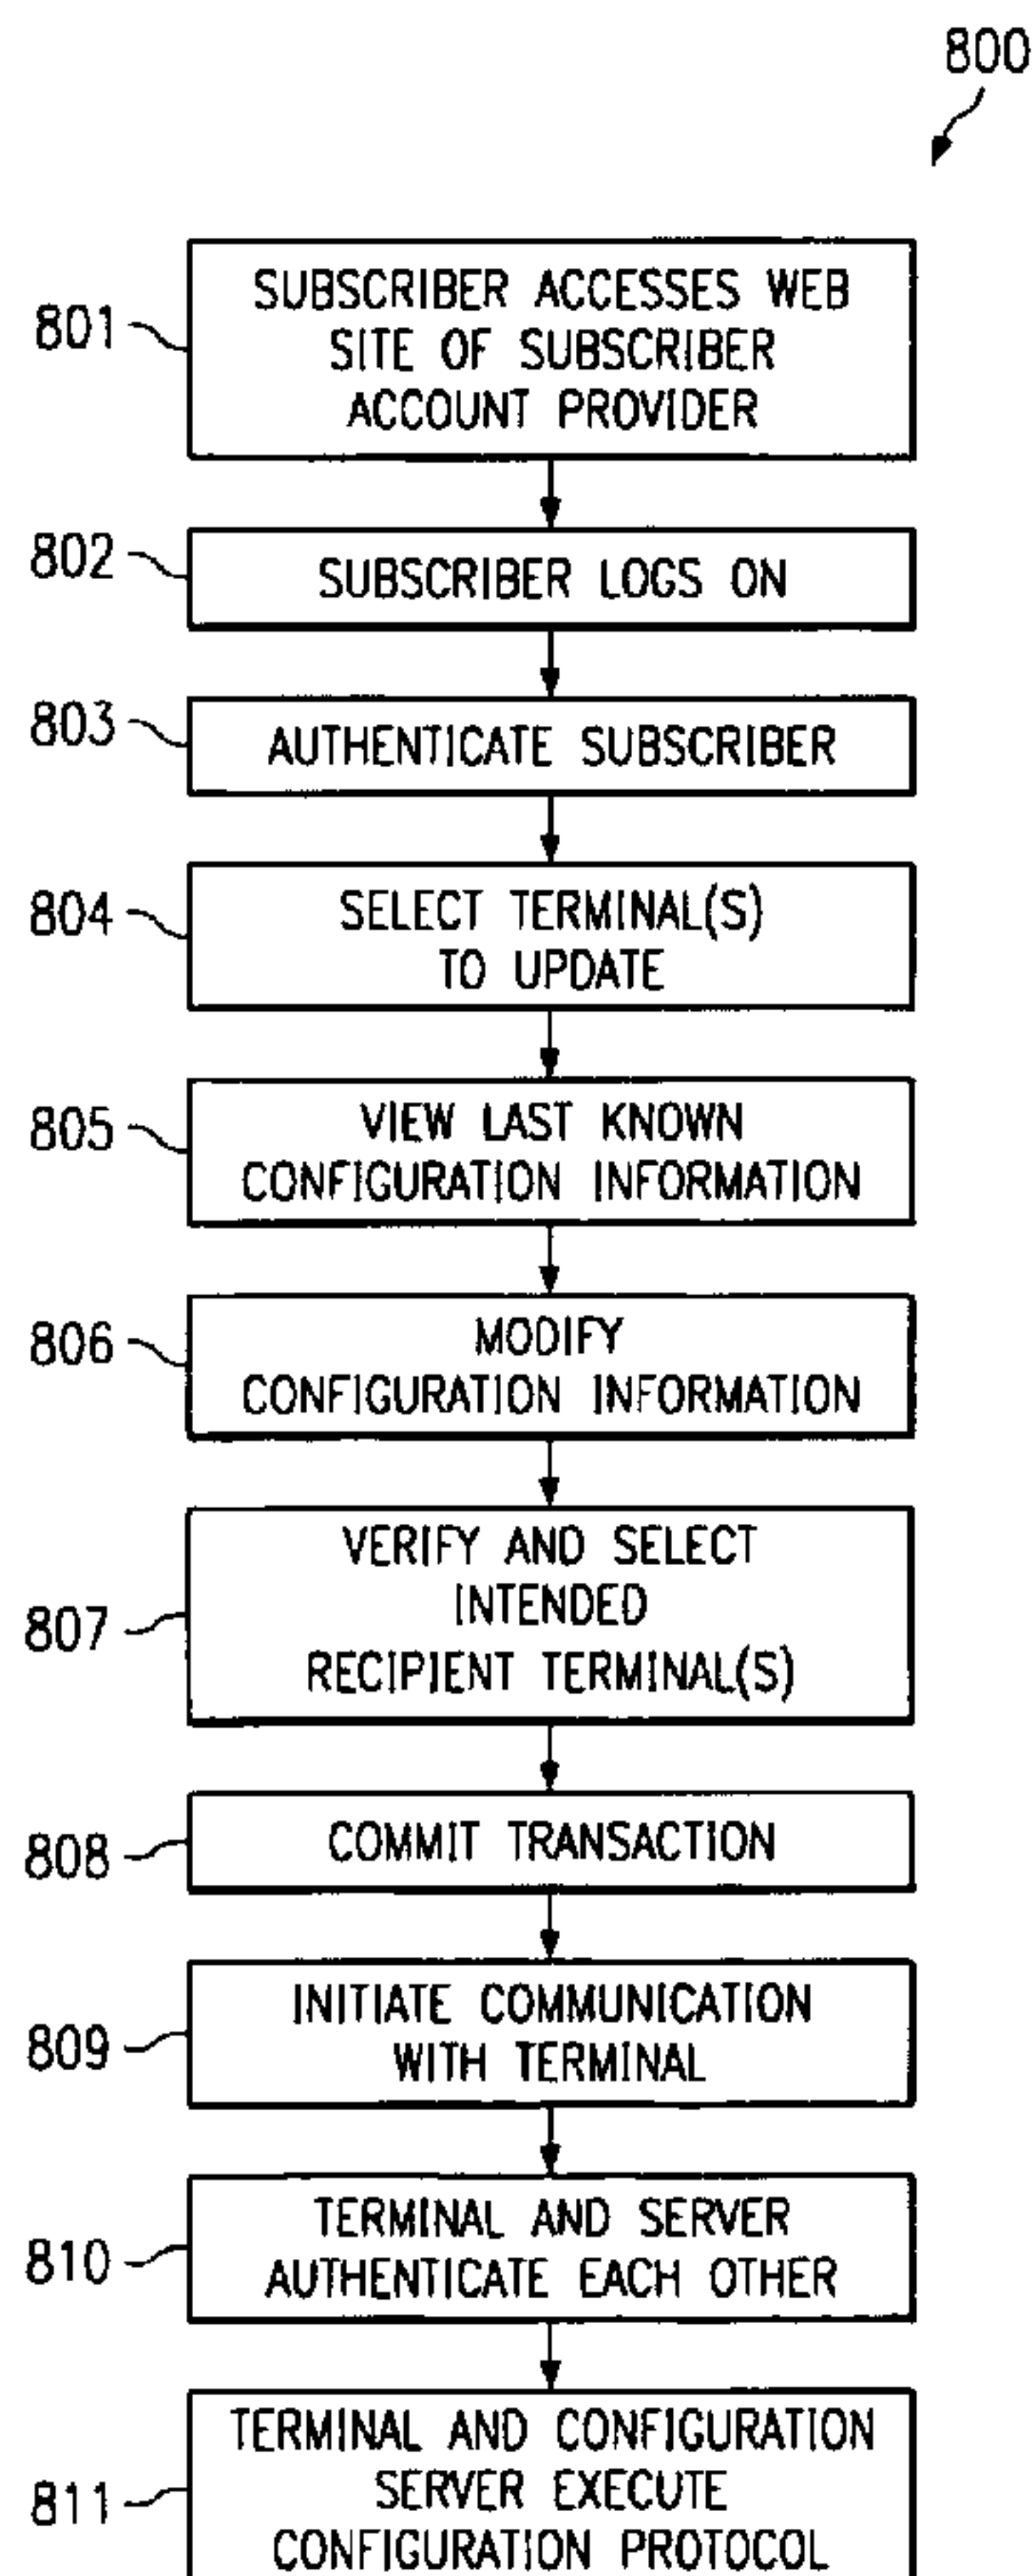 800
801
SUBSCRIBER ACCESSES WEB
SITE OF SUBSCRIBER
ACCOUNT PROVIDER
802
SUBSCRIBER LOGS ON
803
AUTHENTICATE SUBSCRIBER
804
SELECT TERMINAL(S)
TO UPDATE
805
VIEW LAST KNOWN
CONFIGURATION INFORMATION
806
MODIFY
CONFIGURATION INFORMATION
807
VERIFY AND SELECT
INTENDED
RECIPIENT TERMINAL(S)
808
COMMIT TRANSACTION
809
INITIATE COMMUNICATION
WITH TERMINAL
810
TERMINAL AND SERVER
AUTHENTICATE EACH OTHER
811
TERMINAL AND CONFIGURATION
SERVER EXECUTE
CONFIGURATION PROTOCOL